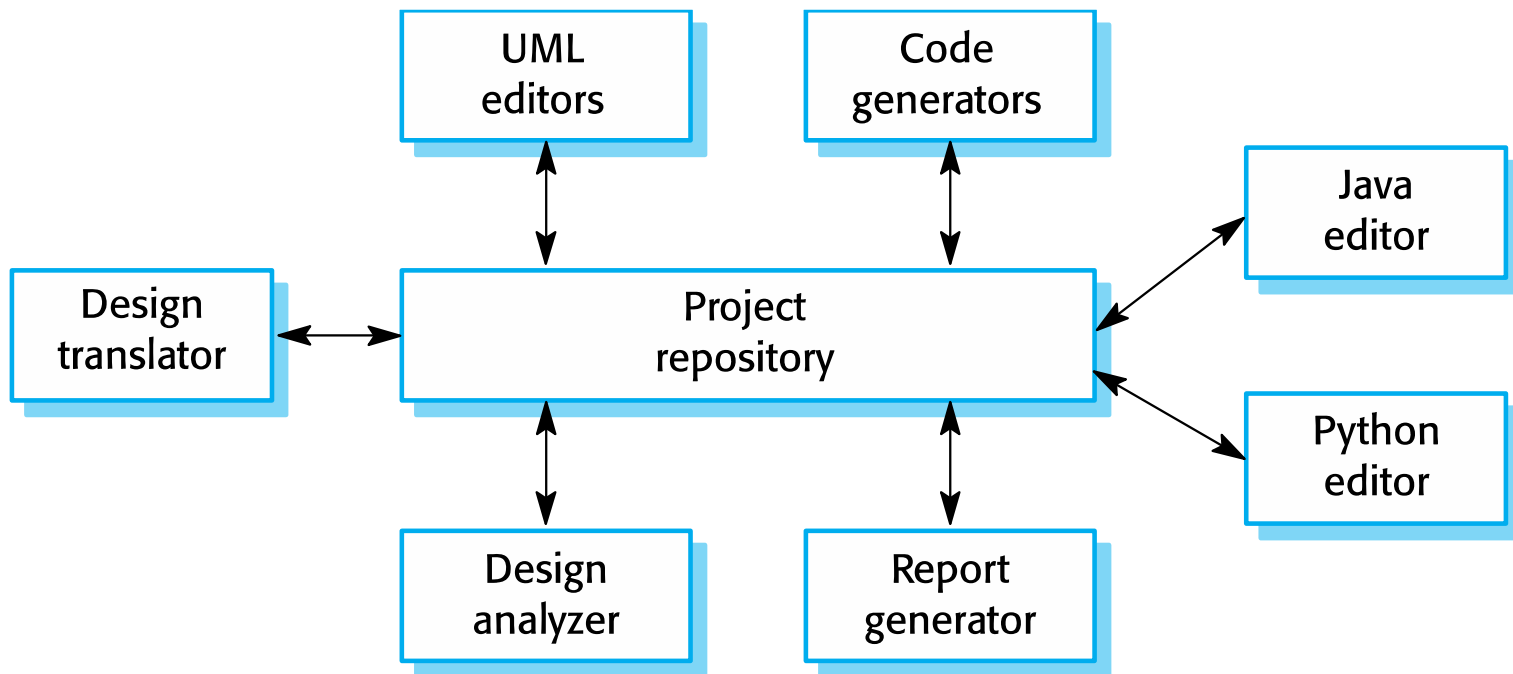 UML
editors
Code
generators
Java
editor
Design
translator
Project
repository
Python
editor
Design
analyzer
Report
generator